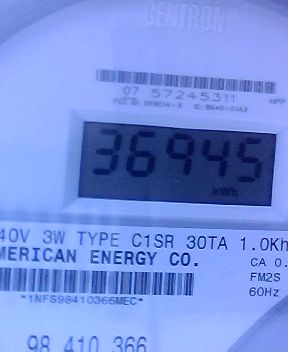 CENTRON®
07 57245311
36945
kWh
40V 3W TYPE C1SR 30TA 1.0Kh
MERICAN ENERGY CO.
CA 0.
FM2S
60Hz
*1NFS98410366MEC*
98 410 366